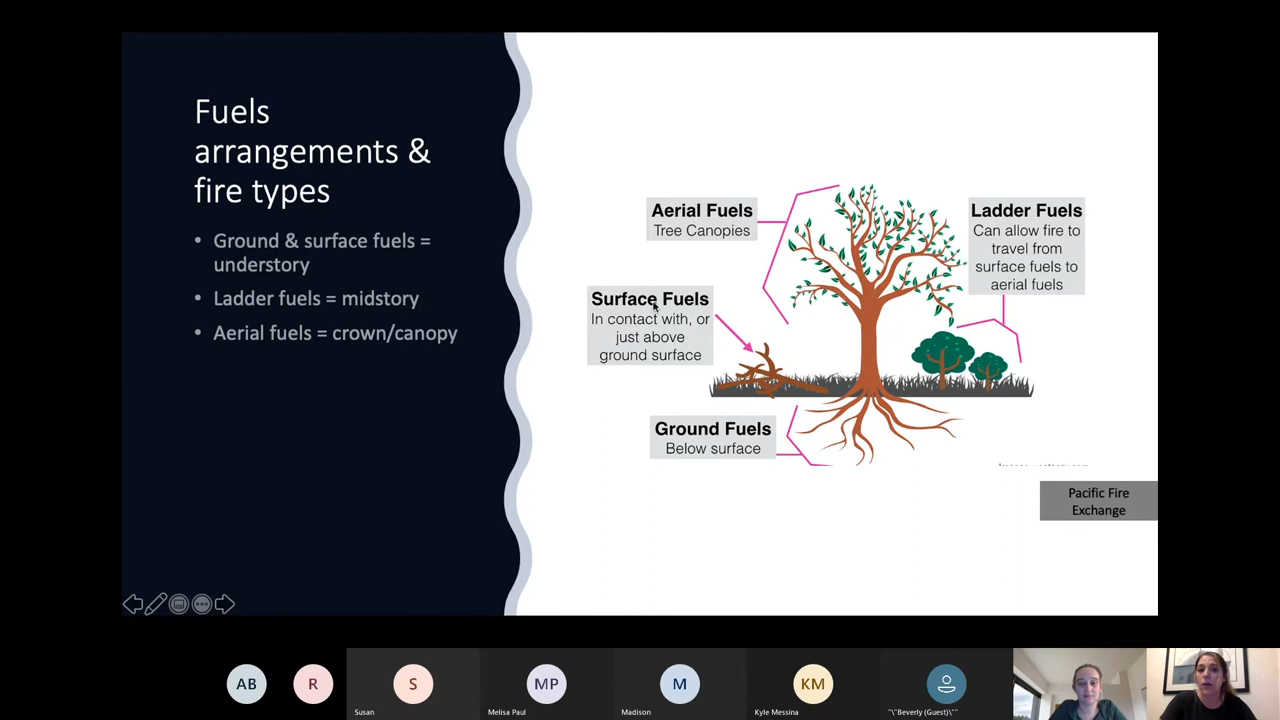 Fuels
arrangements &
fire types
• Ground & surface fuels =
understory
• Ladder fuels = midstory
• Aerial fuels = crown/canopy
Aerial Fuels
Tree Canopies
Ladder Fuels
Can allow fire to
travel from
surface fuels to
aerial fuels
Surface Fuels
In contact with, or
just above
ground surface
Ground Fuels
Below surface
Pacific Fire
Exchange
AB
R
S
MP
M
KM
Susan
Melisa Paul
Madison
Kyle Messina
"\"Beverly (Guest)\""